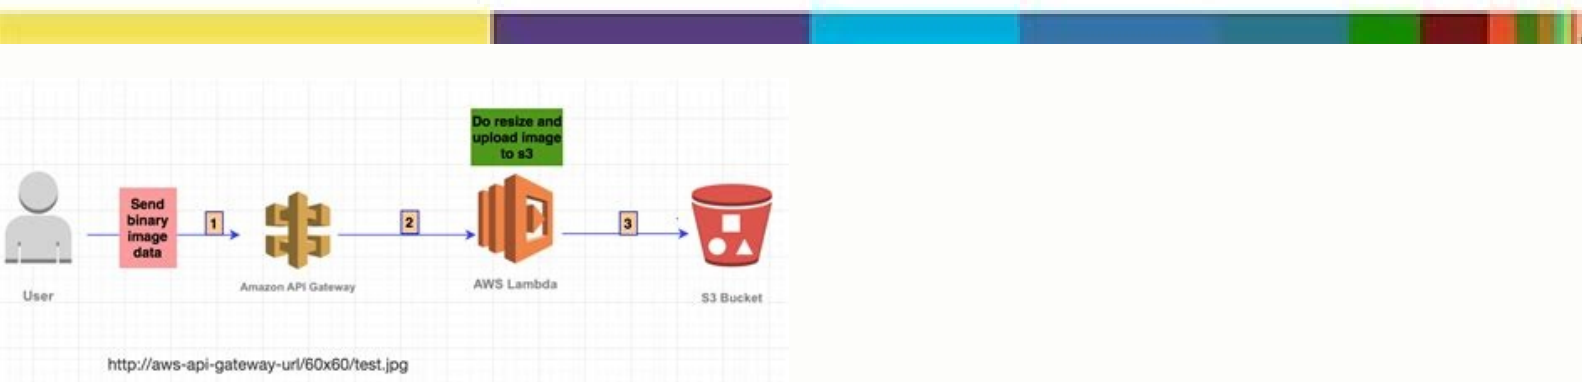 Do resize and
upload image
to s3
Send
binary
image
data
1
2
3
User
Amazon API Gateway
AWS Lambda
S3 Bucket
http://aws-api-gateway-url/60x60/test.jpg